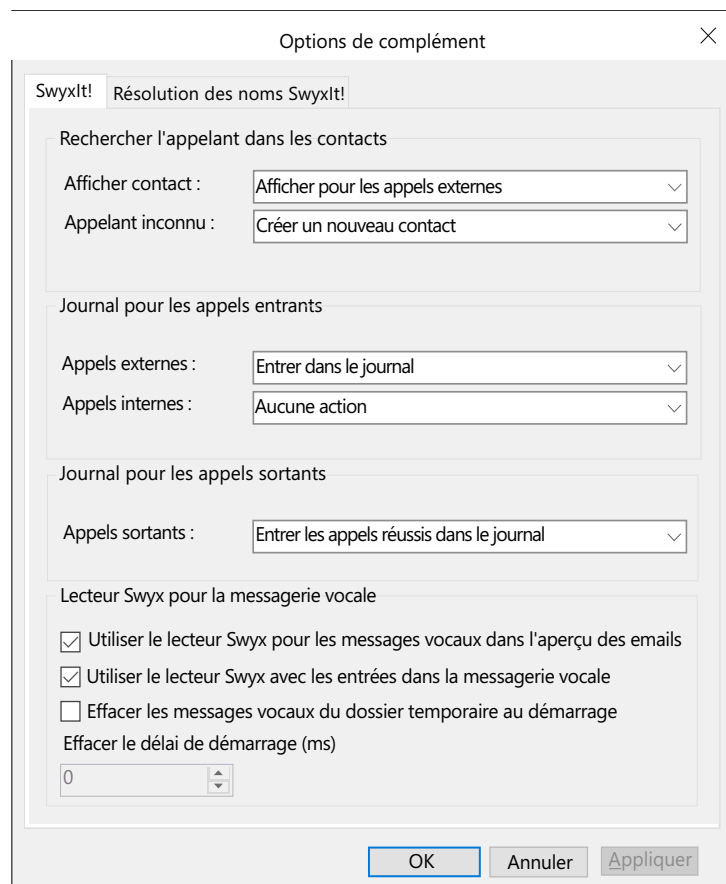 Options de complément
SwyxIt!
Résolution des noms SwyxIt!
Rechercher l'appelant dans les contacts
Afficher contact :
Afficher pour les appels externes
Appelant inconnu :
Créer un nouveau contact
Journal pour les appels entrants
Appels externes :
Entrer dans le journal
Appels internes :
Aucune action
Journal pour les appels sortants
Appels sortants :
Entrer les appels réussis dans le journal
Lecteur Swyx pour la messagerie vocale
Utiliser le lecteur Swyx pour les messages vocaux dans l'aperçu des emails
Utiliser le lecteur Swyx avec les entrées dans la messagerie vocale
Effacer les messages vocaux du dossier temporaire au démarrage
Effacer le délai de démarrage (ms)
0
OK
Annuler
Appliquer